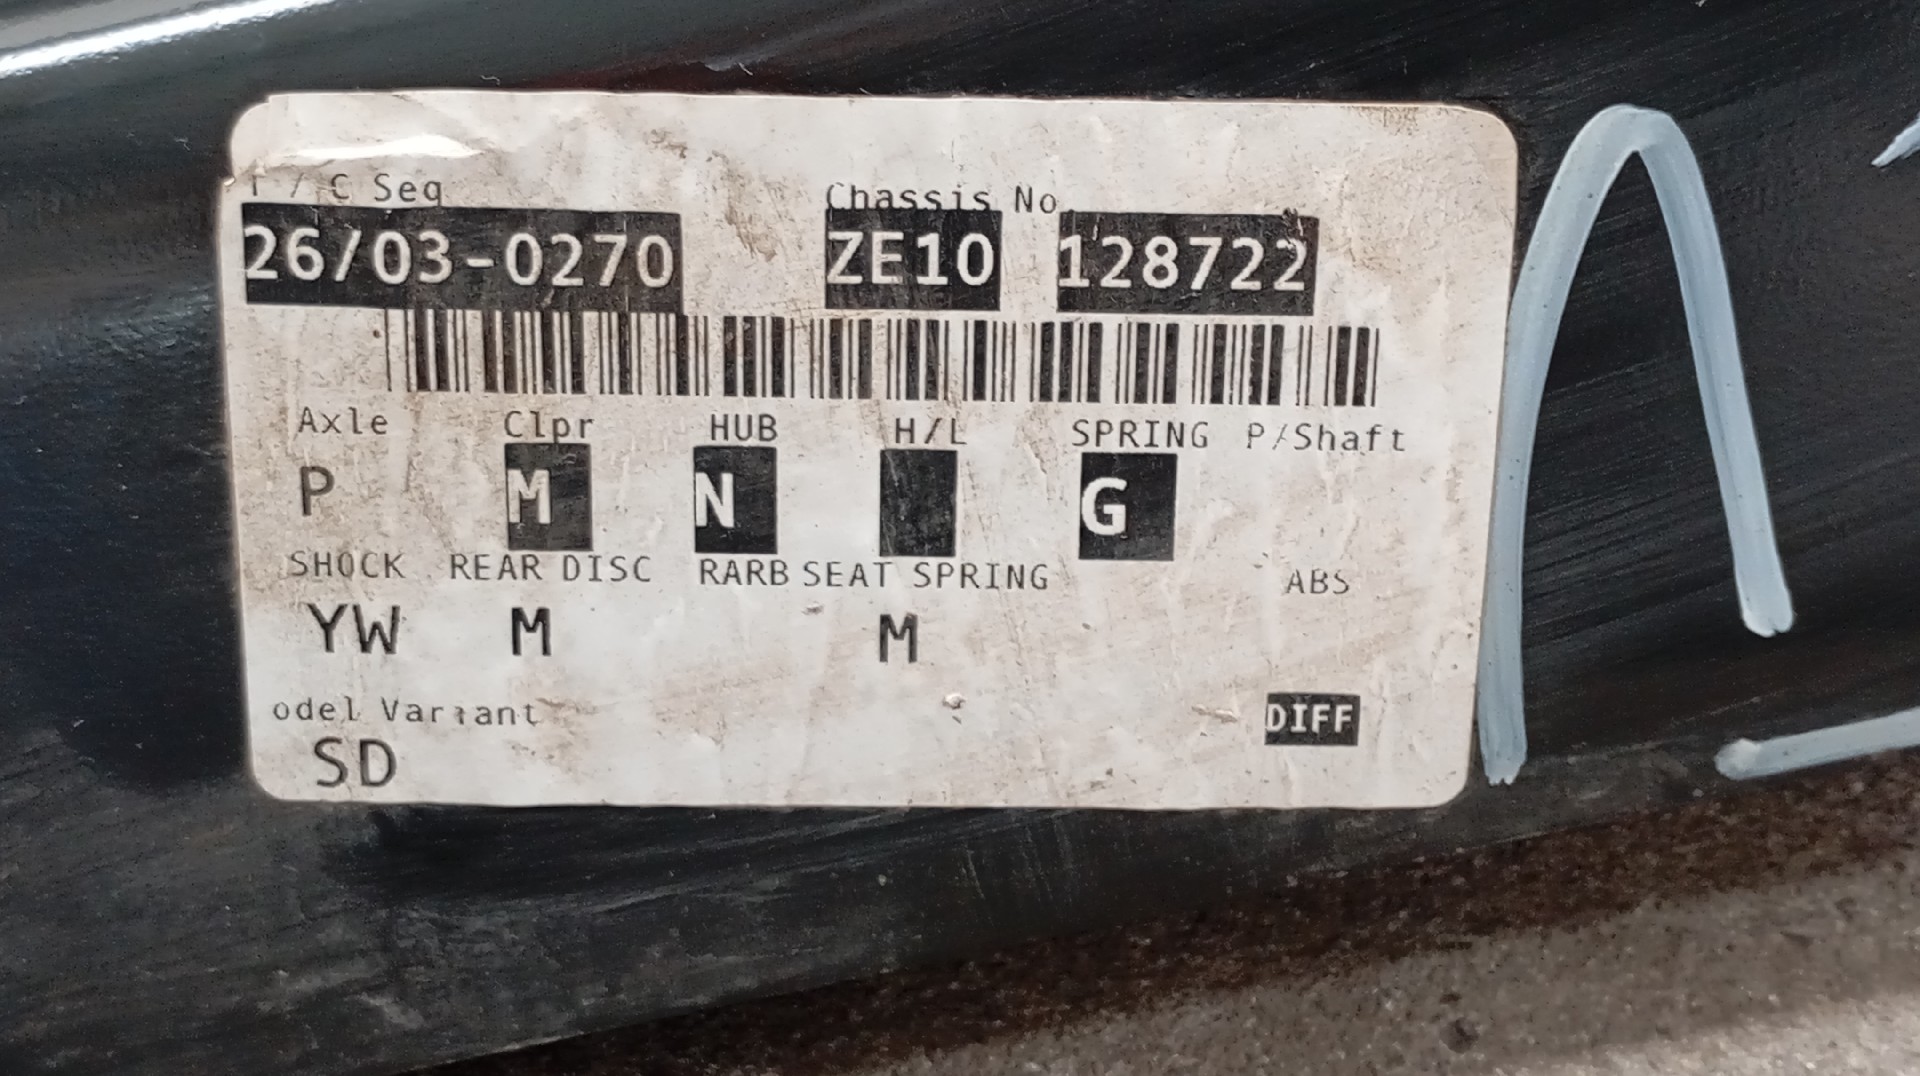 / C Seq Chassis No
26/03-0270 ZE10 128722
Axle Clpr HUB H/L SPRING P/Shaft
P M N G
SHOCK REAR DISC RARB SEAT SPRING ABS
YW M M
odel Variant DIFF
SD